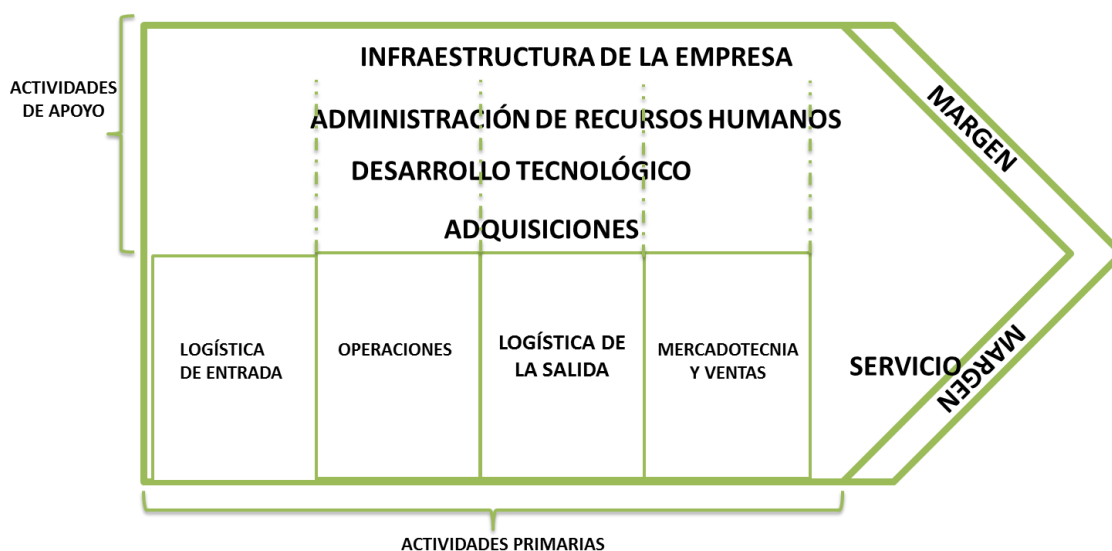 INFRAESTRUCTURA DE LA EMPRESA
ACTIVIDADES
DE APOYO
ADMINISTRACIÓN DE RECURSOS HUMANOS
DESARROLLO TECNOLÓGICO
ADQUISICIONES
MARGEN
LOGÍSTICA
DE ENTRADA
OPERACIONES
LOGÍSTICA DE
LA SALIDA
MERCADOTECNIA
Y VENTAS
SERVICIO
MARGEN
ACTIVIDADES PRIMARIAS